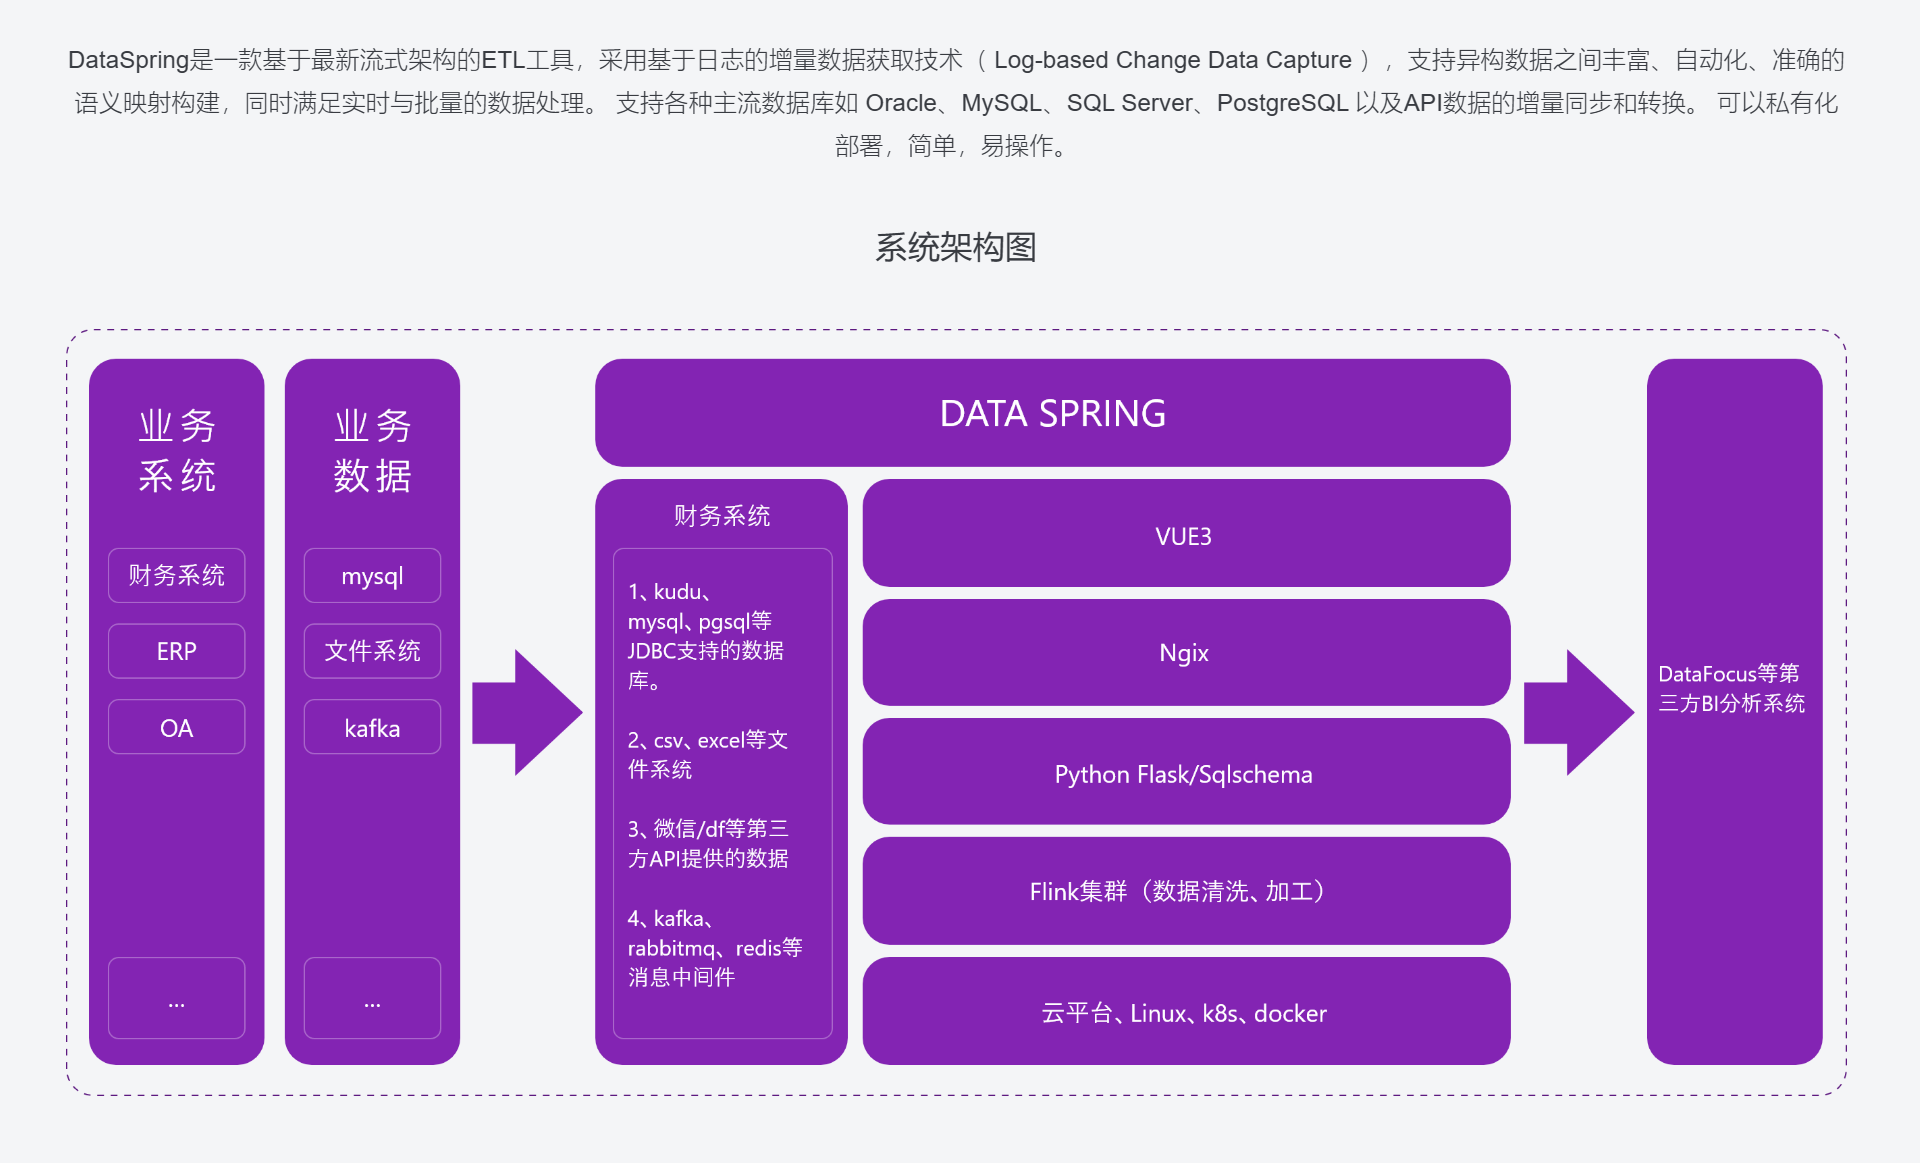 DataSpring是一款基于最新流式架构的ETL工具，采用基于日志的增量数据获取技术（ Log-based Change Data Capture ），支持异构数据之间丰富、自动化、准确的
语义映射构建，同时满足实时与批量的数据处理。 支持各种主流数据库如 Oracle、MySQL、SQL Server、PostgreSQL 以及API数据的增量同步和转换。 可以私有化
部署，简单，易操作。
系统架构图
业务
系统
财务系统
ERP
OA
...
业务
数据
mysql
文件系统
kafka
...
DATA SPRING
财务系统
1、kudu、
mysql、pgsql等
JDBC支持的数据
库。
2、csv、excel等文
件系统
3、微信/df等第三
方API提供的数据
4、kafka、
rabbitmq、redis等
消息中间件
VUE3
Ngix
Python Flask/Sqlschema
Flink集群（数据清洗、加工）
云平台、Linux、k8s、docker
DataFocus等第
三方BI分析系统